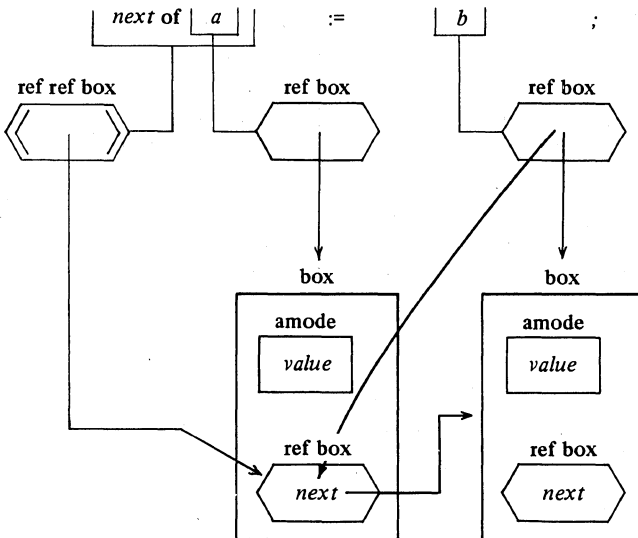 next of a := b ;
ref ref box ref box ref box
box box
amode amode
value value
ref box ref box
next next